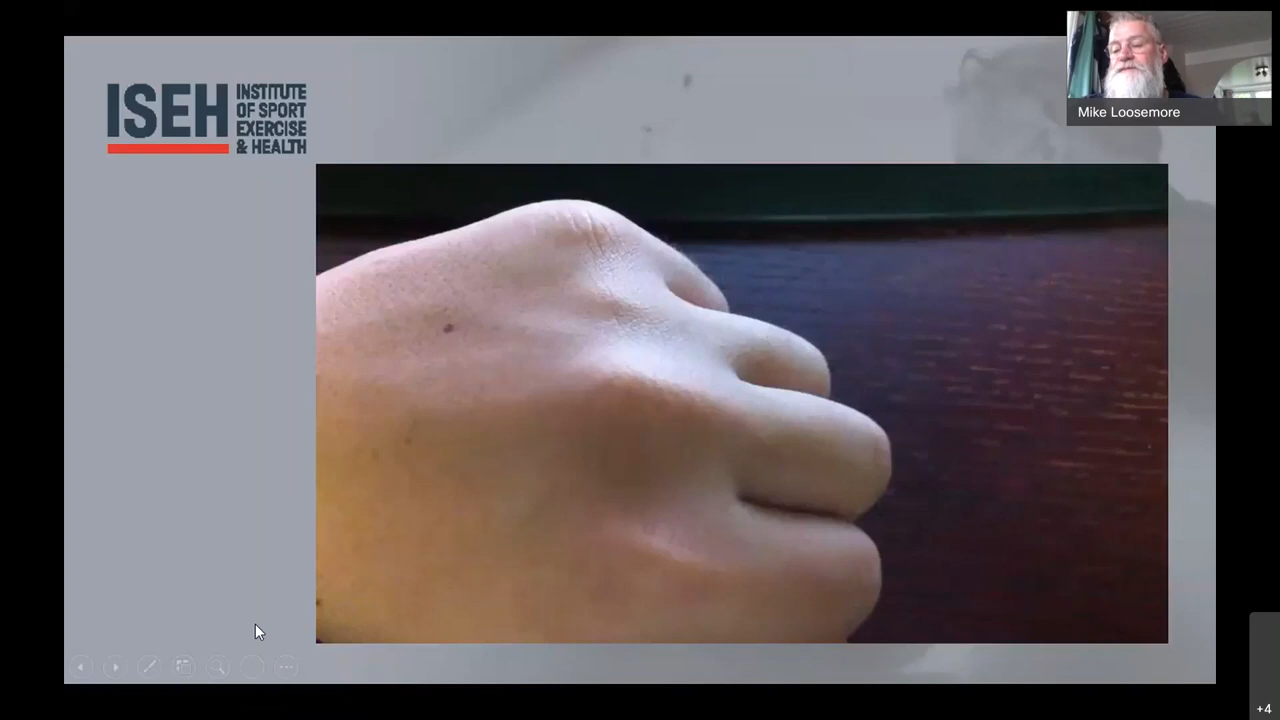 ISEH
INSTITUTE
OF SPORT
EXERCISE
& HEALTH
Mike Loosemore
+4